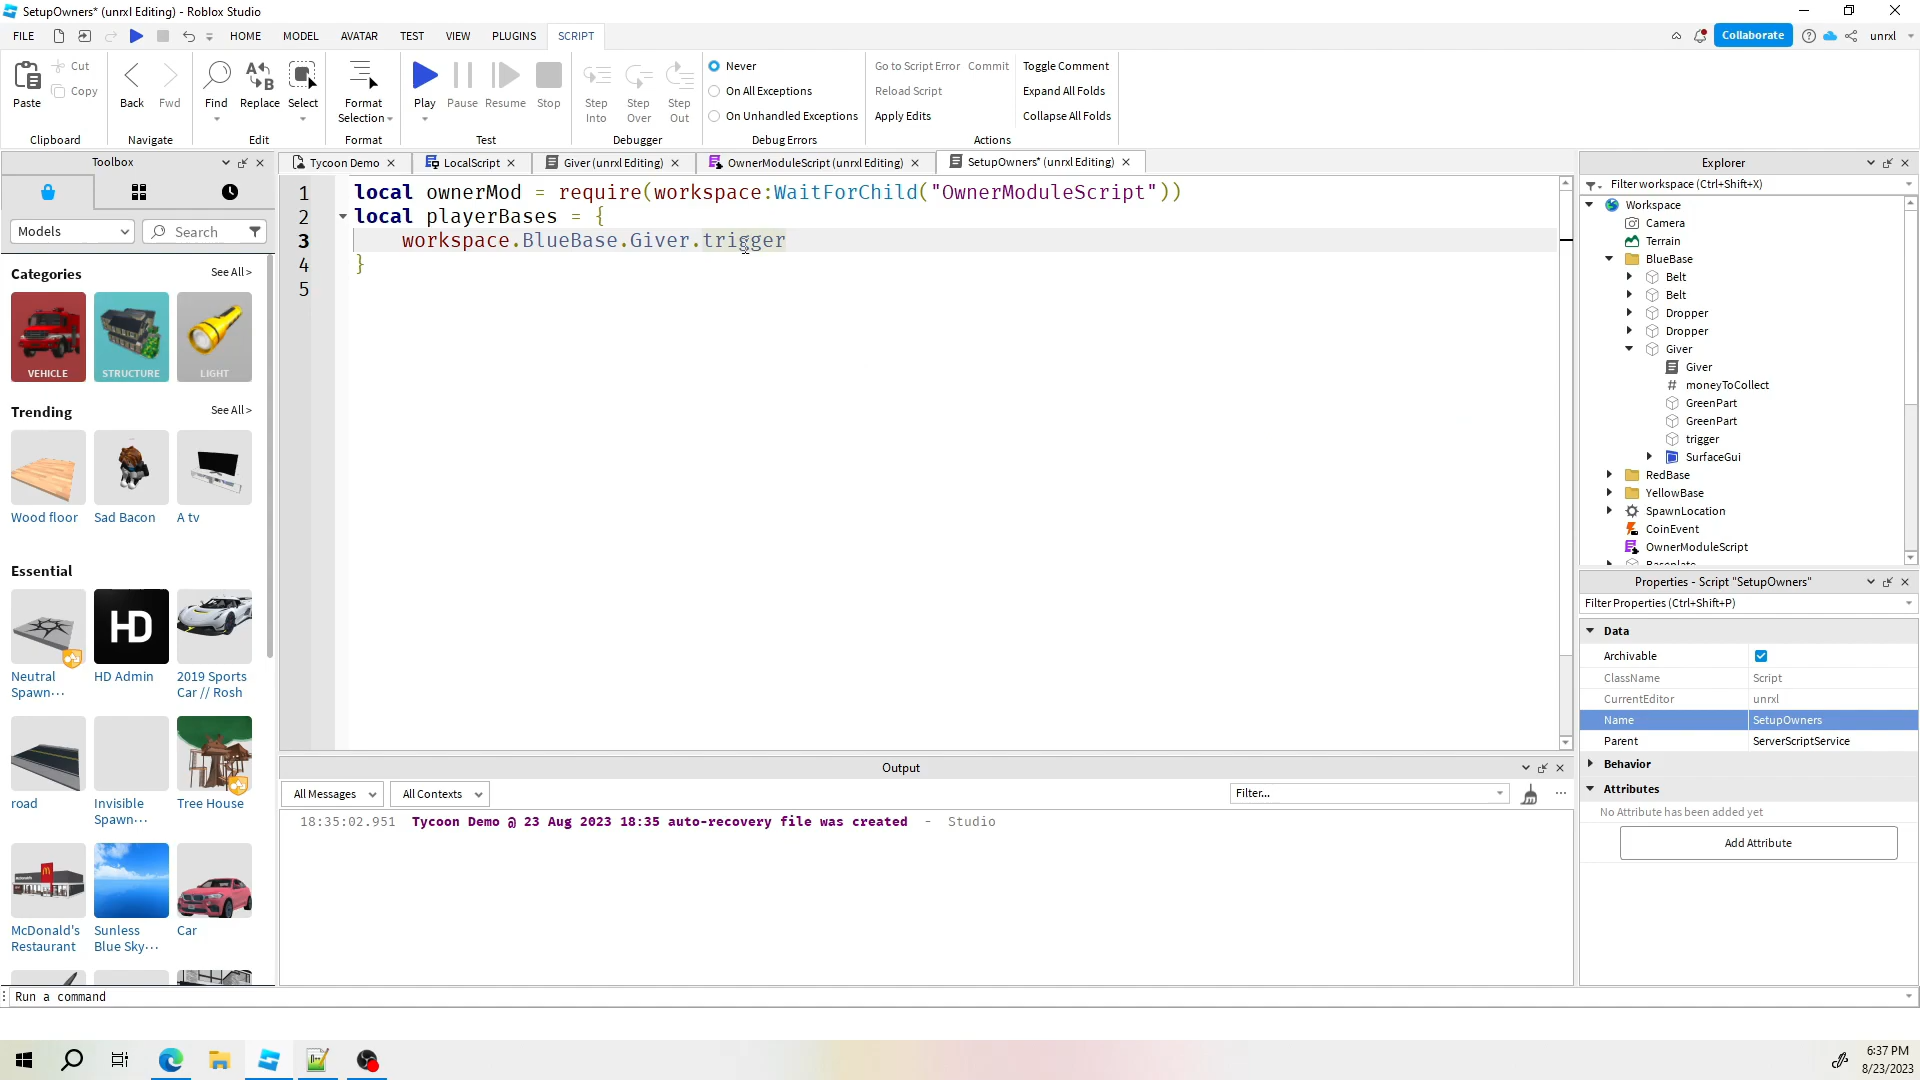 SetupOwners* (unrxl Editing) - Roblox Studio
FILE HOME MODEL AVATAR TEST VIEW PLUGINS SCRIPT Collaborate unrxl
Paste Cut Copy Back Fwd Find Replace Select Format Selection Play Pause Resume Stop Step Into Step Over Step Out
Never
On All Exceptions
On Unhandled Exceptions
Go to Script Error Commit Toggle Comment
Reload Script Expand All Folds
Apply Edits Collapse All Folds
Clipboard Navigate Edit Format Test Debugger Debug Errors Actions
Toolbox
Models Search
Categories See All >
VEHICLE STRUCTURE LIGHT
Trending See All >
Wood floor Sad Bacon A tv
Essential
HD
Neutral Spawn... HD Admin 2019 Sports Car // Rosh
road Invisible Spawn... Tree House
McDonald's Restaurant Sunless Blue Sky... Car
Tycoon Demo LocalScript Giver (unrxl Editing) OwnerModuleScript (unrxl Editing) SetupOwners* (unrxl Editing)
1 local ownerMod = require(workspace:WaitForChild("OwnerModuleScript"))
2 local playerBases = {
3 workspace.BlueBase.Giver.trigger
4 }
5
Output
All Messages All Contexts Filter...
18:35:02.951 Tycoon Demo @ 23 Aug 2023 18:35 auto-recovery file was created - Studio
Explorer
Filter workspace (Ctrl+Shift+X)
Workspace
Camera
Terrain
BlueBase
Belt
Belt
Dropper
Dropper
Giver
Giver
# moneyToCollect
GreenPart
GreenPart
trigger
SurfaceGui
RedBase
YellowBase
SpawnLocation
CoinEvent
OwnerModuleScript
Baseplate
Properties - Script "SetupOwners"
Filter Properties (Ctrl+Shift+P)
Data
Archivable
ClassName Script
CurrentEditor unrxl
Name SetupOwners
Parent ServerScriptService
Behavior
Attributes
No Attribute has been added yet
Add Attribute
Run a command
6:37 PM
8/23/2023